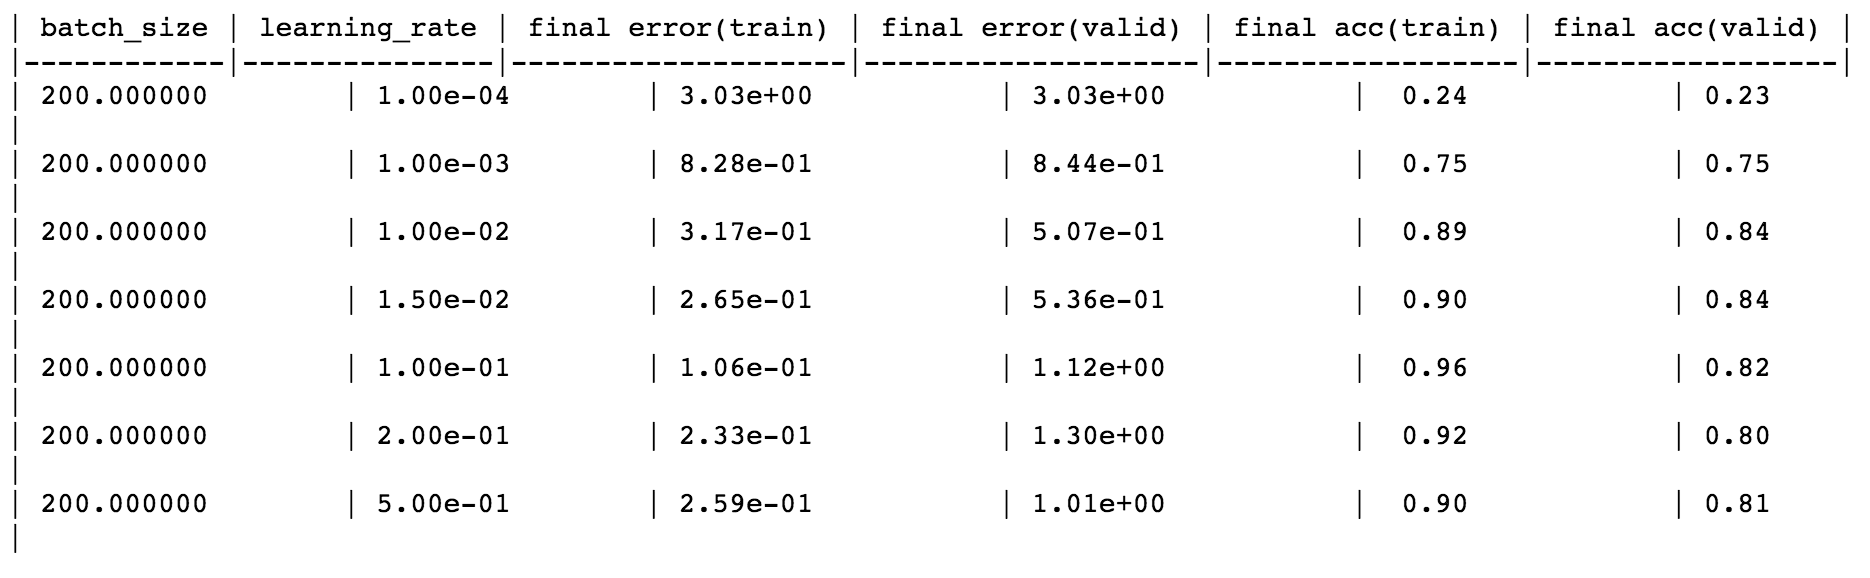 | batch_size | learning_rate | final error(train) | final error(valid) | final acc(train) | final acc(valid) |
|------------|---------------|--------------------|--------------------|------------------|------------------|
| 200.000000 | 1.00e-04 | 3.03e+00 | 3.03e+00 | 0.24 | 0.23
|
| 200.000000 | 1.00e-03 | 8.28e-01 | 8.44e-01 | 0.75 | 0.75
|
| 200.000000 | 1.00e-02 | 3.17e-01 | 5.07e-01 | 0.89 | 0.84
|
| 200.000000 | 1.50e-02 | 2.65e-01 | 5.36e-01 | 0.90 | 0.84
|
| 200.000000 | 1.00e-01 | 1.06e-01 | 1.12e+00 | 0.96 | 0.82
|
| 200.000000 | 2.00e-01 | 2.33e-01 | 1.30e+00 | 0.92 | 0.80
|
| 200.000000 | 5.00e-01 | 2.59e-01 | 1.01e+00 | 0.90 | 0.81
|